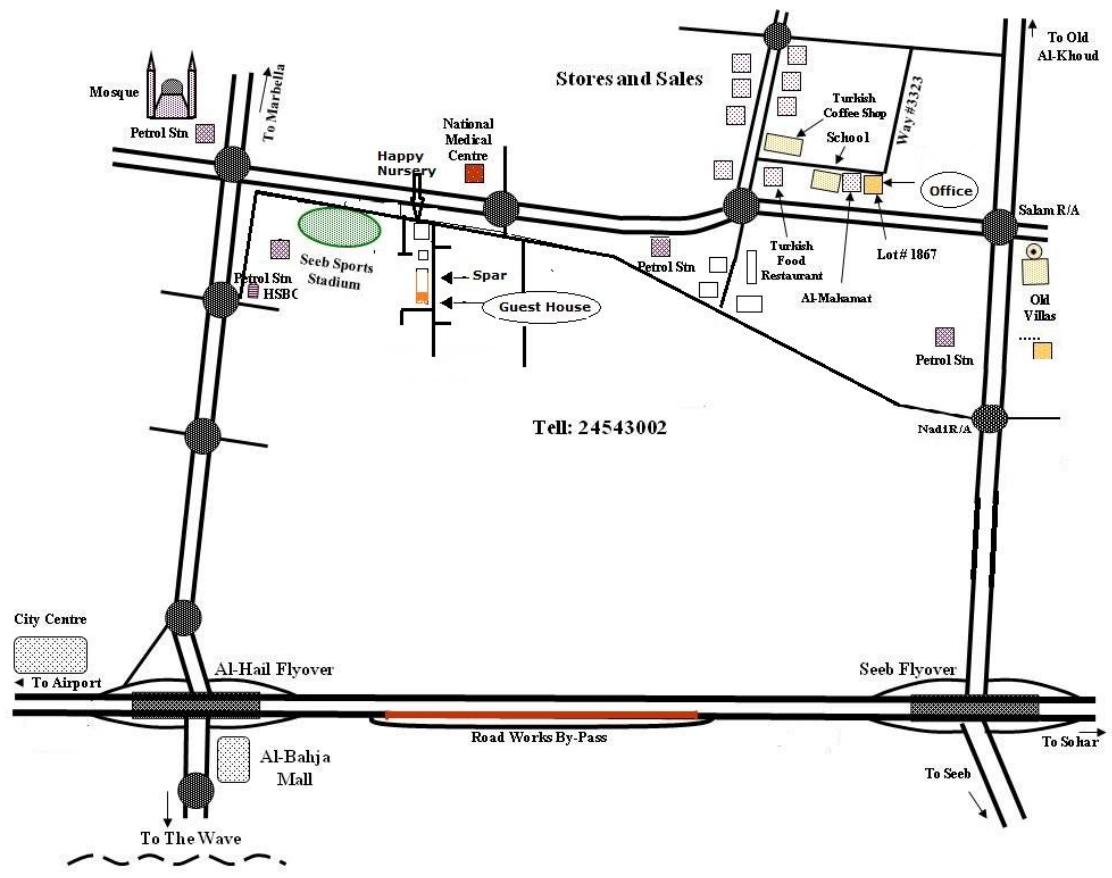 To Old
Al-Khoud
Mosque
Petrol Stn
To Marbella
Stores and Sales
Turkish
Coffee Shop
School
Way #3323
National
Medical
Centre
Happy
Nursery
Office
Salam R/A
Lot # 1867
Al-Mahamat
Turkish
Food
Restaurant
Petrol Stn
Seeb Sports
Stadium
Petrol Stn
HSBC
Spar
Guest House
Old
Villas
Petrol Stn
Nadi R/A
Tell: 24543002
City Centre
To Airport
Al-Hail Flyover
Seeb Flyover
Road Works By-Pass
To Sohar
Al-Bahja
Mall
To Seeb
To The Wave